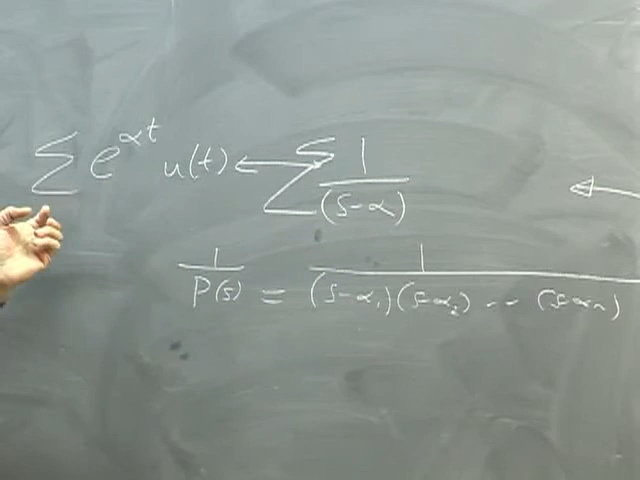 ∑ e^{αt} u(t) ↔ ∑ 1/(s-α) ←
1/P(s) = 1/((s-α₁)(s-α₂) -- (s-αₙ))